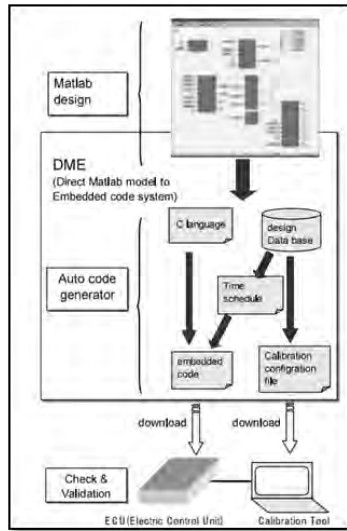 Matlab
design
DME
(Direct Matlab model to
Embedded code system)
C language
design
Data base
Auto code
generator
Time
schedule
embedded
code
Calibration
configration
file
download
download
Check &
Validation
ECU(Electric Control Unit)
Calibration Tool